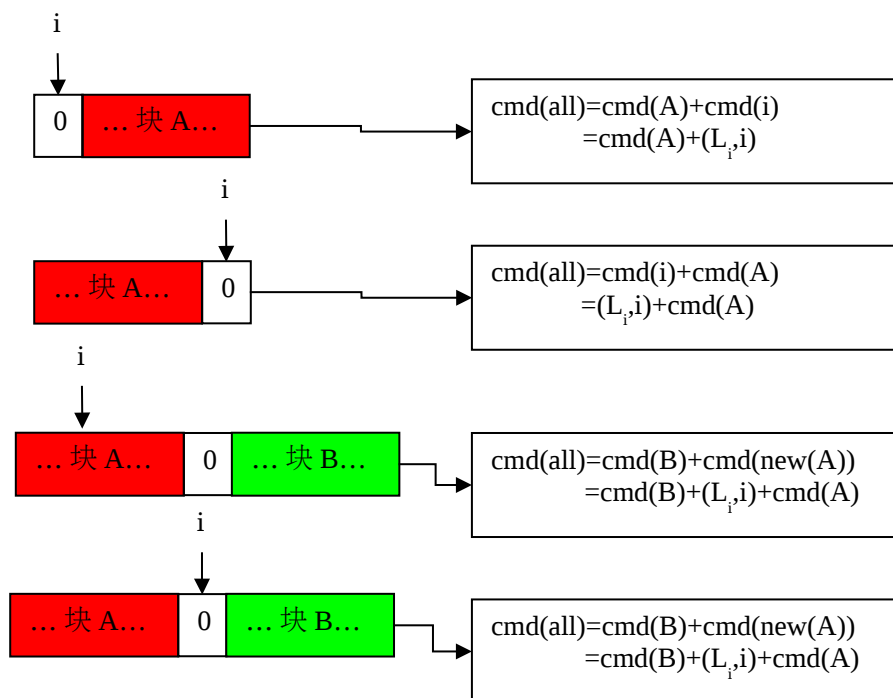 i
0 … 块 A…
cmd(all)=cmd(A)+cmd(i)
=cmd(A)+(Li,i)
i
… 块 A… 0
cmd(all)=cmd(i)+cmd(A)
=(Li,i)+cmd(A)
i
… 块 A… 0 … 块 B…
cmd(all)=cmd(B)+cmd(new(A))
=cmd(B)+(Li,i)+cmd(A)
i
… 块 A… 0 … 块 B…
cmd(all)=cmd(B)+cmd(new(A))
=cmd(B)+(Li,i)+cmd(A)